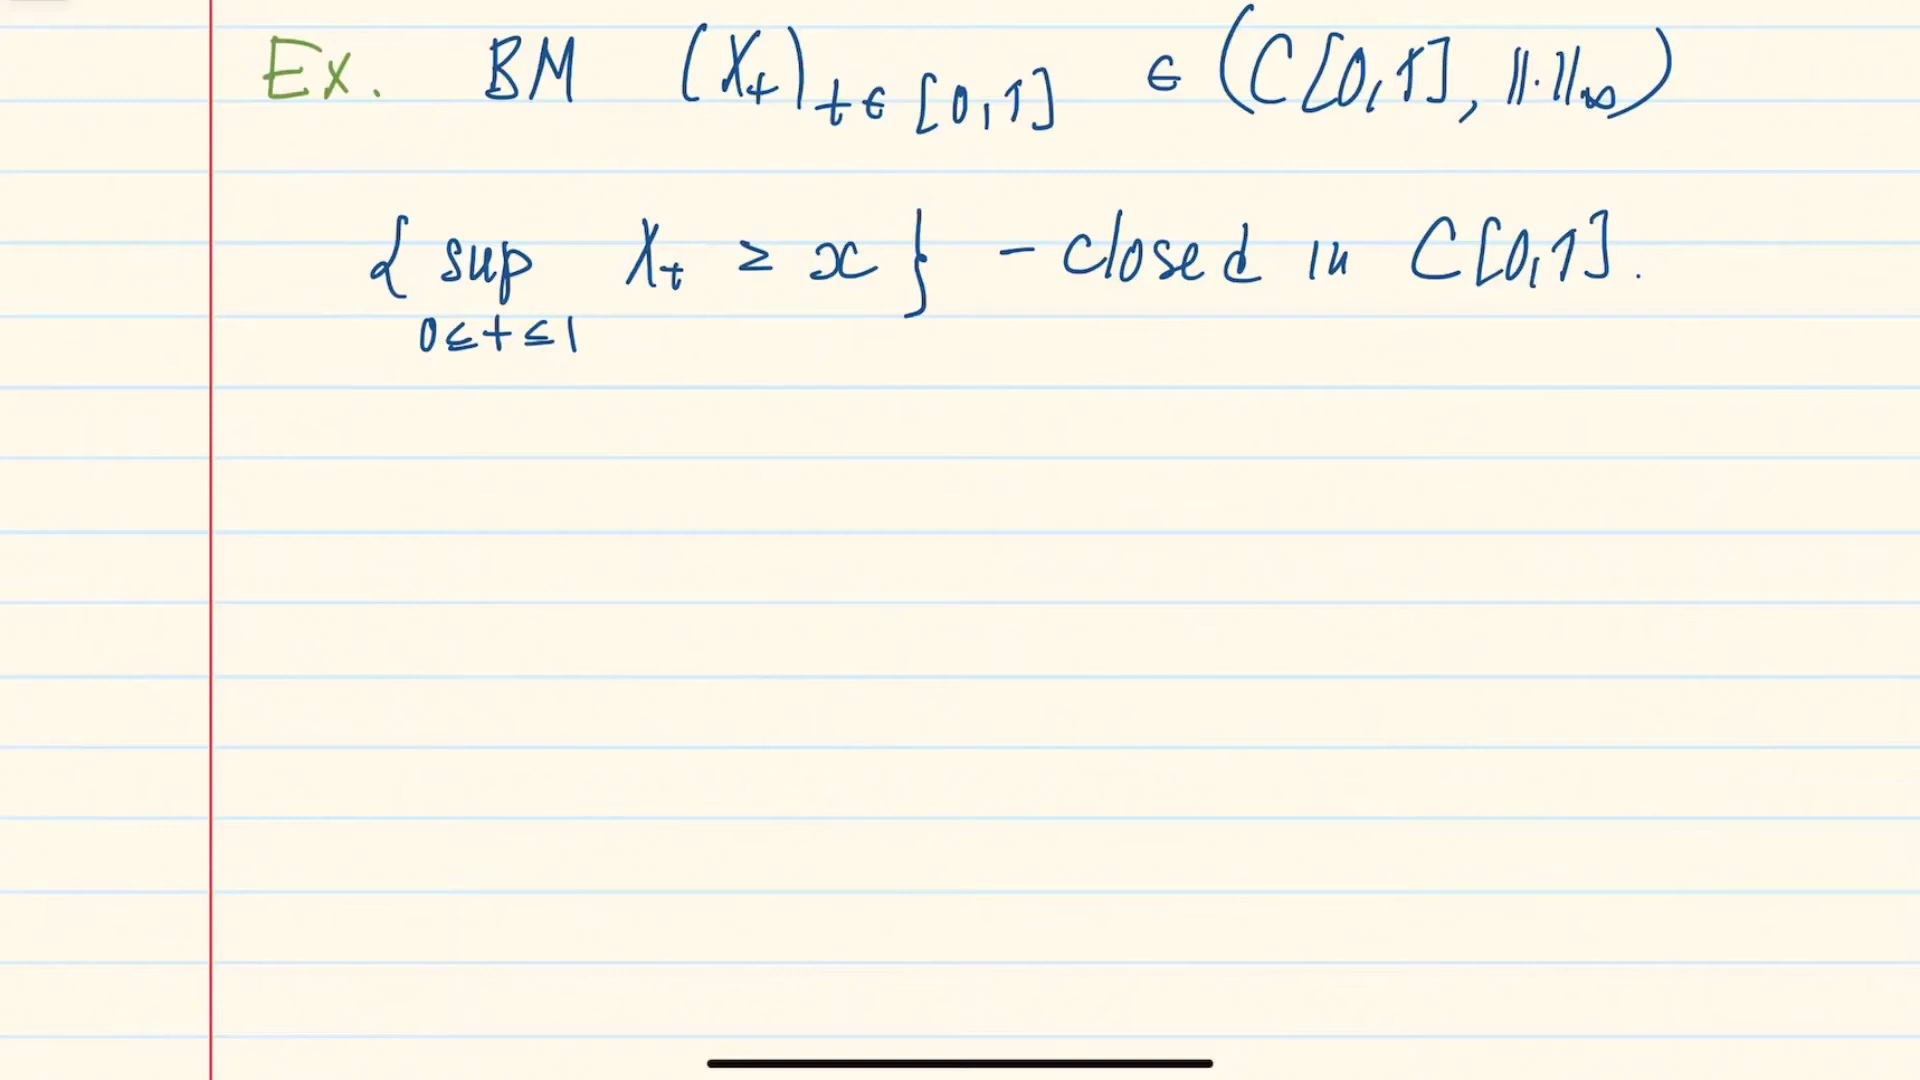 Ex. BM (X_t)_{t ∈ [0,1]} ∈ (C[0,1], ||·||_∞)
{ sup_{0≤t≤1} X_t ≥ x } – closed in C[0,1].